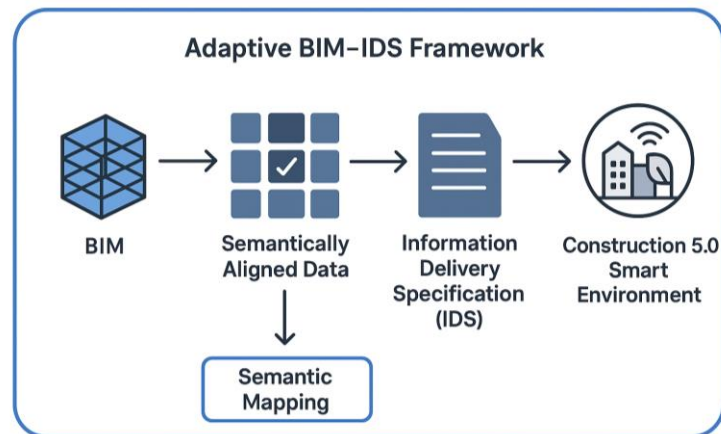 Adaptive BIM–IDS Framework
BIM
Semantically
Aligned Data
Information
Delivery
Specification
(IDS)
Construction 5.0
Smart
Environment
Semantic
Mapping